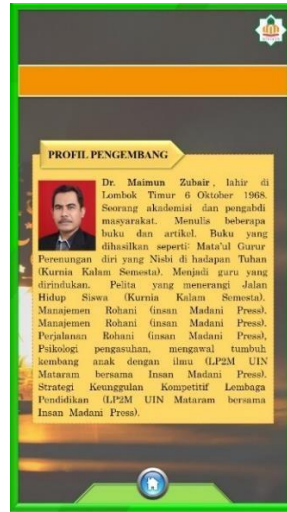 PROFIL PENGEMBANG
Dr. Maimun Zubair, lahir di
Lombok Timur 6 Oktober 1968.
Seorang akademisi dan pengabdi
masyarakat. Menulis beberapa
buku dan artikel. Buku yang
dihasilkan seperti: Mata'ul Gurur
Perenungan diri yang Nisbi di hadapan Tuhan
(Kurnia Kalam Semesta). Menjadi guru yang
dirindukan. Pelita yang menerangi Jalan
Hidup Siswa (Kurnia Kalam Semesta).
Manajemen Rohani (insan Madani Press).
Manajemen Rohani (insan Madani Press),
Perjalanan Rohani (insan Madani Press),
Psikologi pengasuhan, mengawal tumbuh
kembang anak dengan ilmu (LP2M UIN
Mataram bersama Insan Madani Press).
Strategi Keunggulan Kompetitif Lembaga
Pendidikan (LP2M UIN Mataram bersama
Insan Madani Press).